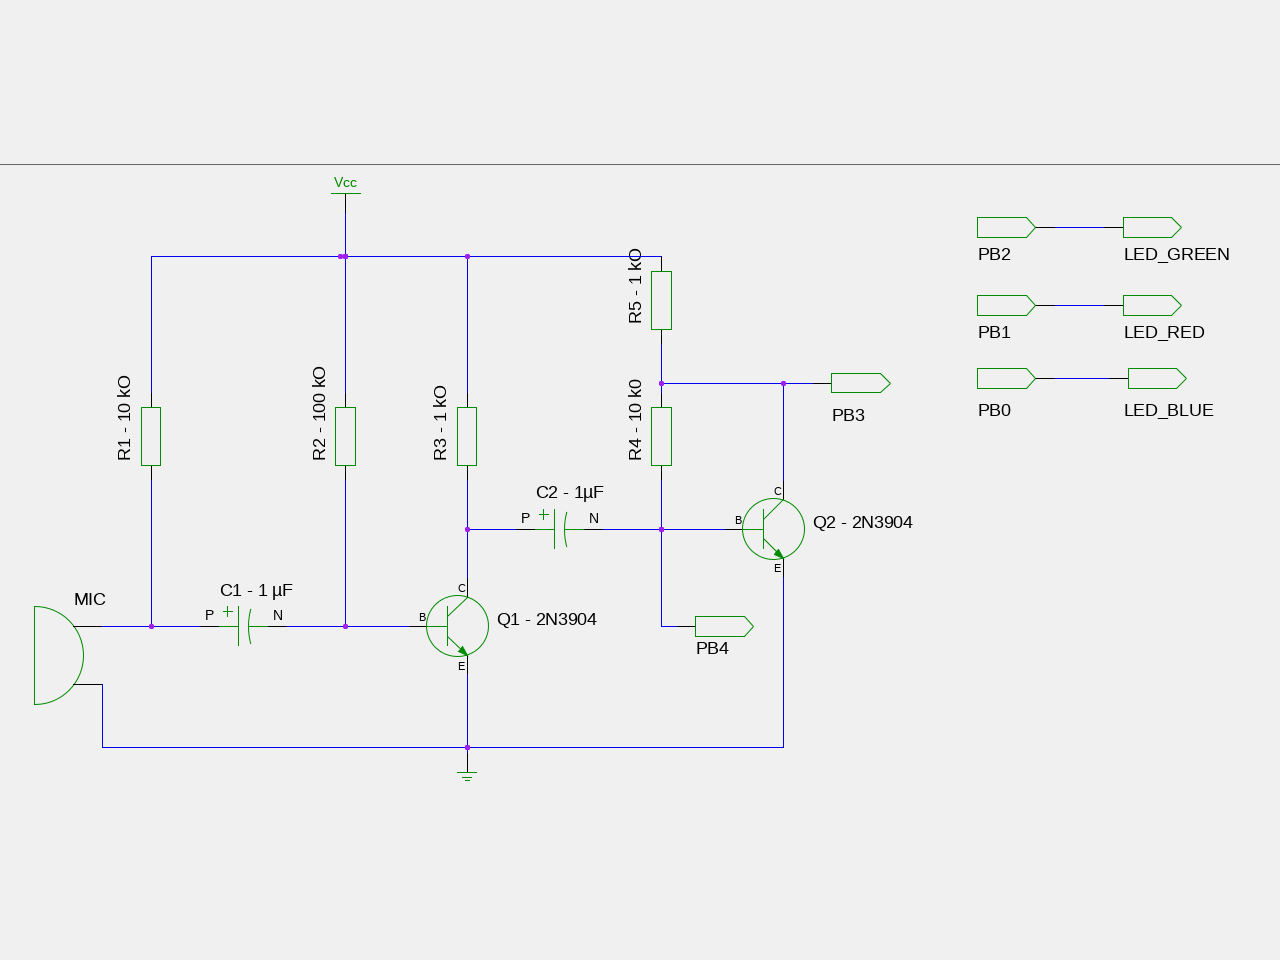 Vcc
PB2
LED_GREEN
R5 - 1 kO
PB1
LED_RED
PB0
LED_BLUE
R1 - 10 kO
R2 - 100 kO
R3 - 1 kO
R4 - 10 k0
PB3
C2 - 1µF
P + N
C
B
Q2 - 2N3904
E
MIC
C1 - 1 µF
P + N
C
B
Q1 - 2N3904
E
PB4